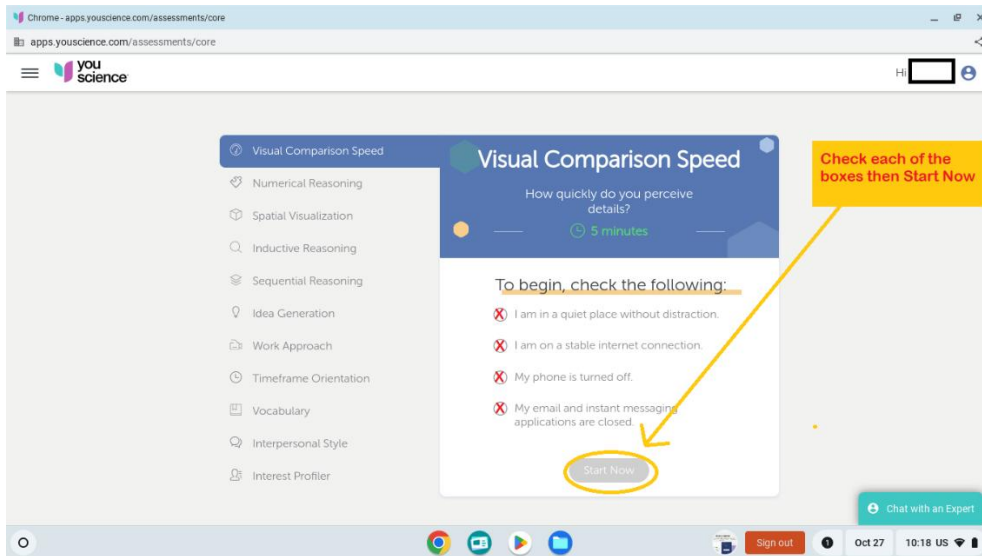 Chrome - apps.youscience.com/assessments/core
apps.youscience.com/assessments/core
you
science
Hi
Visual Comparison Speed
Numerical Reasoning
Spatial Visualization
Inductive Reasoning
Sequential Reasoning
Idea Generation
Work Approach
Timeframe Orientation
Vocabulary
Interpersonal Style
Interest Profiler
Visual Comparison Speed
How quickly do you perceive
details?
5 minutes
To begin, check the following:
I am in a quiet place without distraction.
I am on a stable internet connection.
My phone is turned off.
My email and instant messaging
applications are closed.
Start Now
Check each of the
boxes then Start Now
Chat with an Expert
Sign out
1
Oct 27
10:18 US